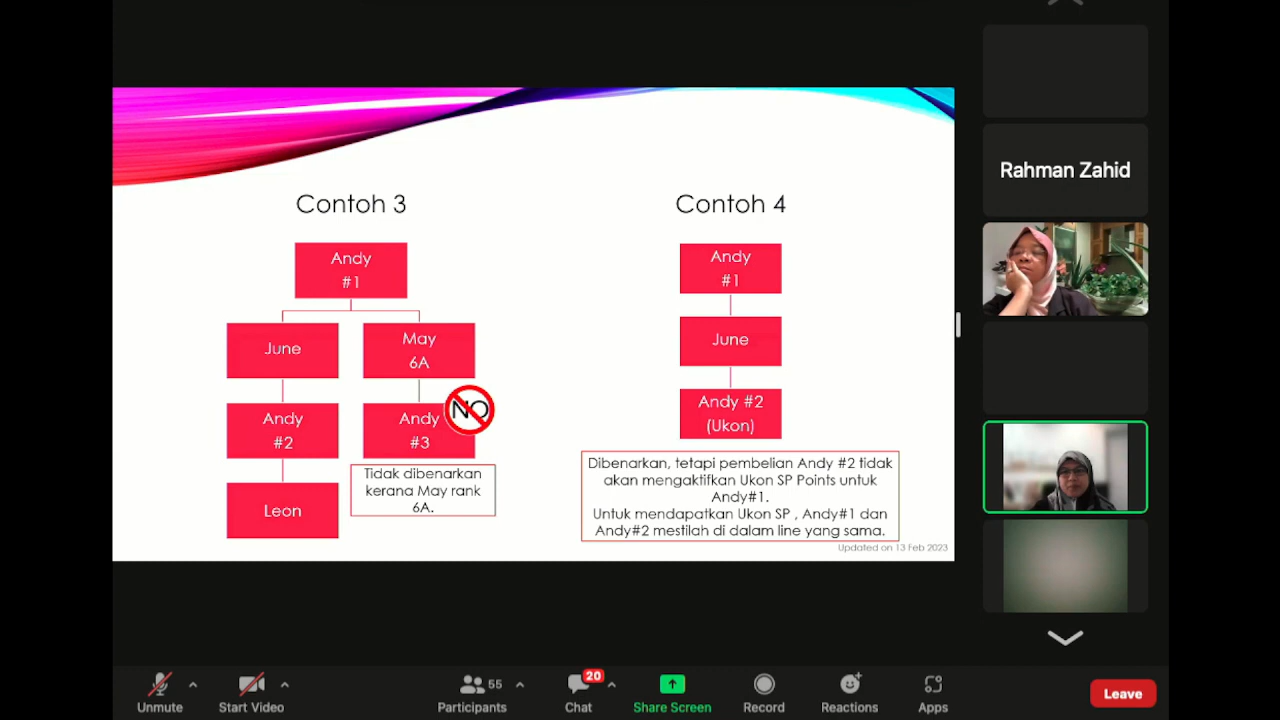 Contoh 3
Andy
#1
June
May
6A
Andy
#2
Andy
#3
NO
Leon
Tidak dibenarkan
kerana May rank
6A.
Contoh 4
Andy
#1
June
Andy #2
(Ukon)
Dibenarkan, tetapi pembelian Andy #2 tidak
akan mengaktifkan Ukon SP Points untuk
Andy#1.
Untuk mendapatkan Ukon SP , Andy#1 dan
Andy#2 mestilah di dalam line yang sama.
Updated on 13 Feb 2023
Rahman Zahid
Unmute
Start Video
55
Participants
20
Chat
Share Screen
Record
Reactions
Apps
Leave